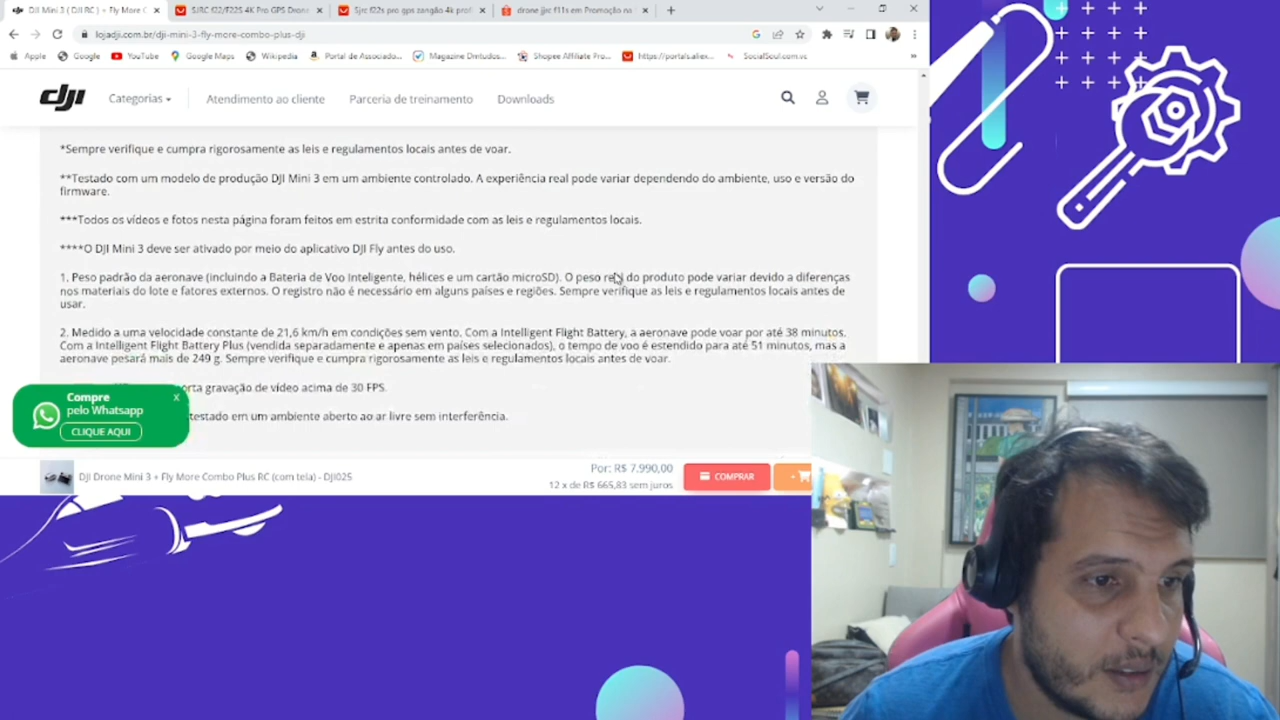 DJI Mini 3 ( DJI RC ) + Fly More C
SJRC f22/F22S 4K Pro GPS Drone
Sjrc f22s pro gps zangão 4k profi
drone jjrc f11s em Promoção na
lojadji.com.br/dji-mini-3-fly-more-combo-plus-dji
Apple
Google
YouTube
Google Maps
Wikipedia
Portal de Associado...
Magazine Dmtudos...
Shopee Affiliate Pro...
https://portals.aliex...
SocialSoul.com.vc
dji
Categorias
Atendimento ao cliente
Parceria de treinamento
Downloads
*Sempre verifique e cumpra rigorosamente as leis e regulamentos locais antes de voar.
**Testado com um modelo de produção DJI Mini 3 em um ambiente controlado. A experiência real pode variar dependendo do ambiente, uso e versão do
firmware.
***Todos os vídeos e fotos nesta página foram feitos em estrita conformidade com as leis e regulamentos locais.
****O DJI Mini 3 deve ser ativado por meio do aplicativo DJI Fly antes do uso.
1. Peso padrão da aeronave (incluindo a Bateria de Voo Inteligente, hélices e um cartão microSD). O peso real do produto pode variar devido a diferenças
nos materiais do lote e fatores externos. O registro não é necessário em alguns países e regiões. Sempre verifique as leis e regulamentos locais antes de
usar.
2. Medido a uma velocidade constante de 21,6 km/h em condições sem vento. Com a Intelligent Flight Battery, a aeronave pode voar por até 38 minutos.
Com a Intelligent Flight Battery Plus (vendida separadamente e apenas em países selecionados), o tempo de voo é estendido para até 51 minutos, mas a
aeronave pesará mais de 249 g. Sempre verifique e cumpra rigorosamente as leis e regulamentos locais antes de voar.
gravação de vídeo acima de 30 FPS.
testado em um ambiente aberto ao ar livre sem interferência.
Compre
x
pelo Whatsapp
CLIQUE AQUI
DJI Drone Mini 3 + Fly More Combo Plus RC (com tela) - DJI025
Por: R$ 7.990,00
12 x de R$ 665,83 sem juros
COMPRAR
+